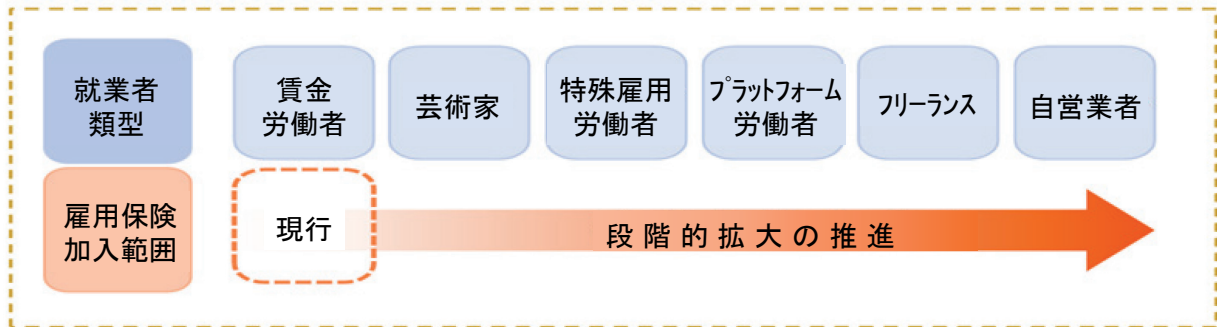 就業者
類型
賃金
労働者
芸術家
特殊雇用
労働者
プラットフォーム
労働者
フリーランス
自営業者
雇用保険
加入範囲
現行
段階的拡大の推進